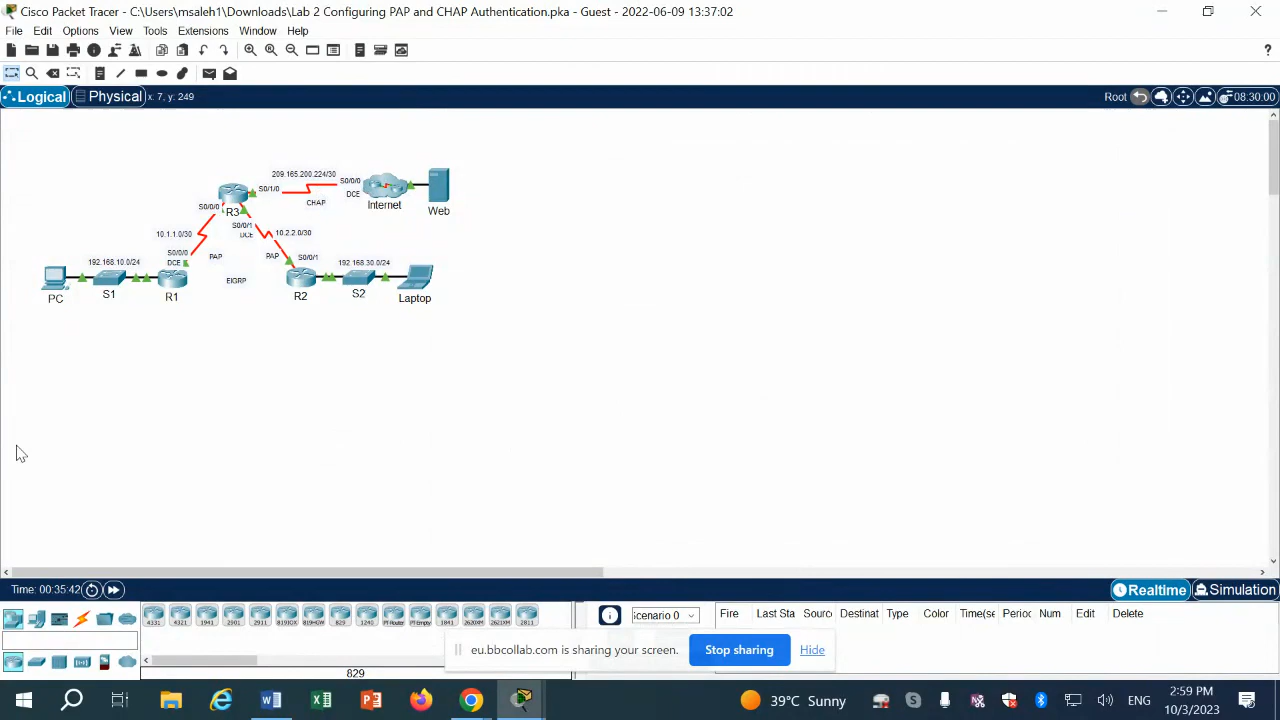 Cisco Packet Tracer - C:\Users\msaleh1\Downloads\Lab 2 Configuring PAP and CHAP Authentication.pka - Guest - 2022-06-09 13:37:02
File Edit Options View Tools Extensions Window Help
?
Logical Physical x: 7, y: 249 Root 08:30:00
209.165.200.224/30 S0/0/0
S0/1/0 DCE
CHAP Internet Web
S0/0/0 R3
S0/0/1
DCE
10.1.1.0/30 10.2.2.0/30
S0/0/0 PAP PAP S0/0/1
192.168.10.0/24 DCE 192.168.30.0/24
EIGRP
PC S1 R1 R2 S2 Laptop
Time: 00:35:42 Realtime Simulation
4331 4321 1941 2901 2911 819IOX 819HGW 829 1240 PT-Router PT-Empty 1841 2620XM 2621XM 2811
cenario 0 Fire Last Sta Source Destinat Type Color Time(se Perioc Num Edit Delete
eu.bbcollab.com is sharing your screen. Stop sharing Hide
829
39°C Sunny ENG 2:59 PM
10/3/2023